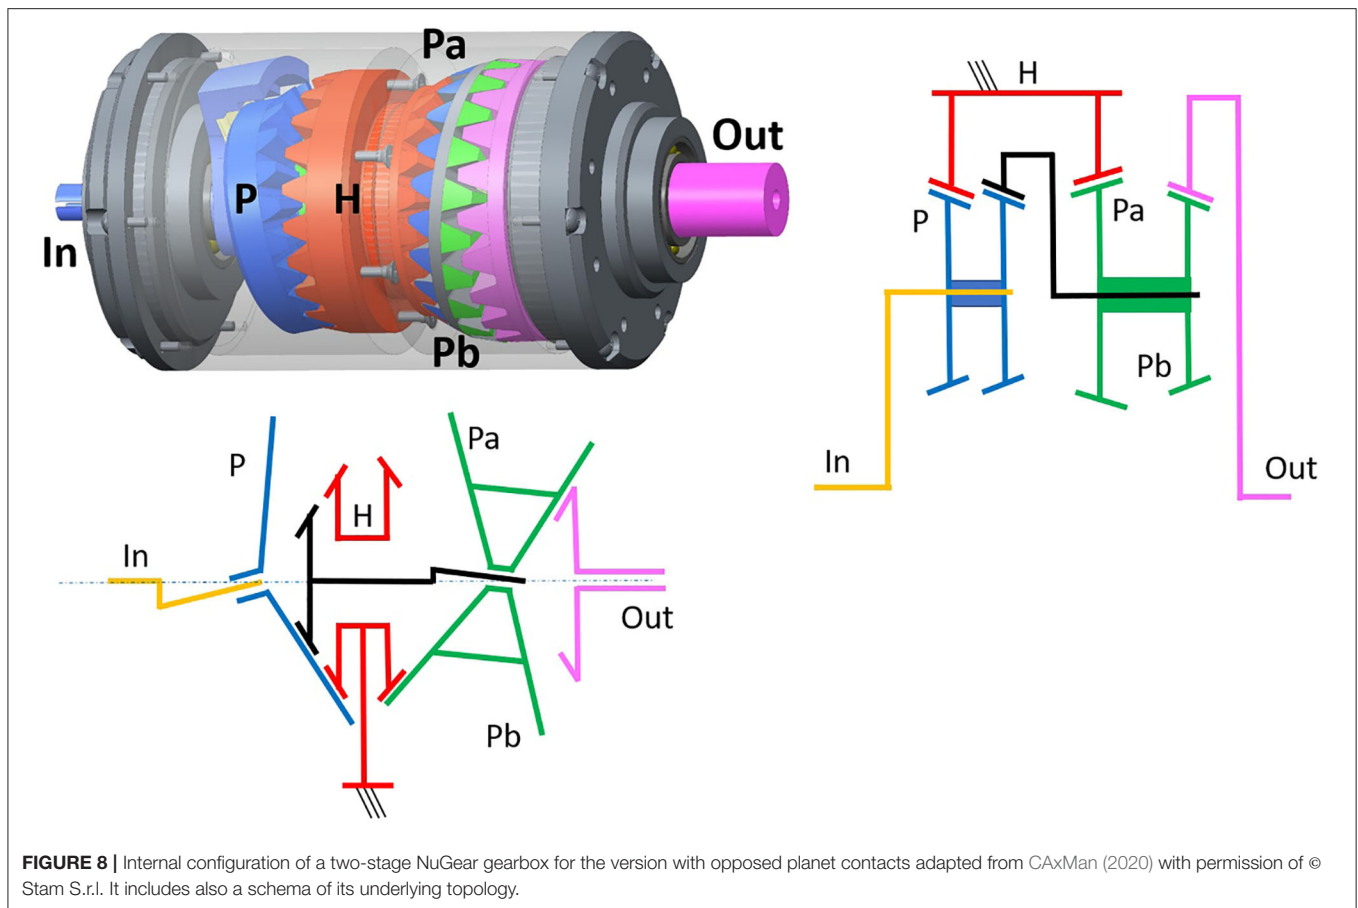 Pa
H
Out
P
H
P
Pa
In
Pb
Pb
In
Out
Pa
P
H
In
Out
Pb
FIGURE 8 | Internal configuration of a two-stage NuGear gearbox for the version with opposed planet contacts adapted from CAxMan (2020) with permission of ©
Stam S.r.l. It includes also a schema of its underlying topology.